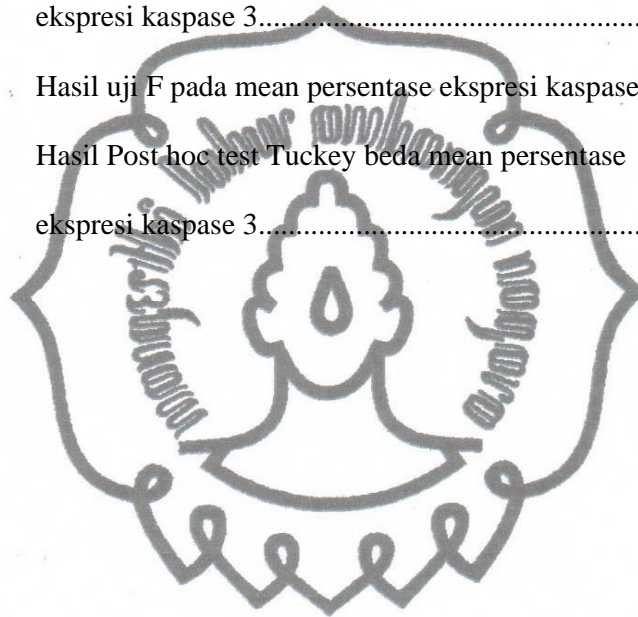 ekspresi kaspase 3...................................................
Hasil uji F pada mean persentase ekspresi kaspase
Hasil Post hoc test Tuckey beda mean persentase
ekspresi kaspase 3...................................................